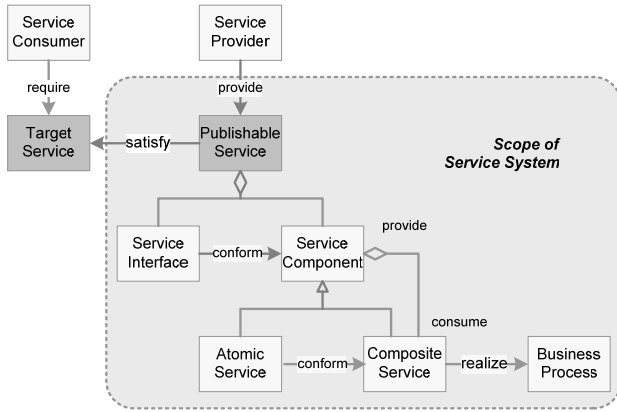 Service
Consumer
Service
Provider
require
provide
Target
Service
satisfy
Publishable
Service
Scope of
Service System
Service
Interface
conform
Service
Component
provide
consume
Atomic
Service
conform
Composite
Service
realize
Business
Process